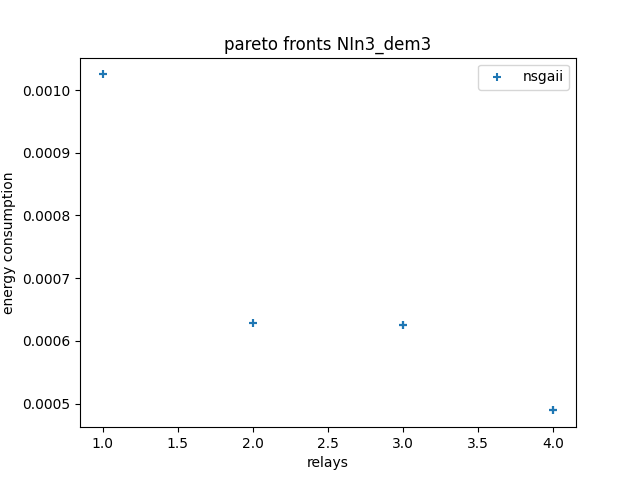 pareto fronts NIn3_dem3
nsgaii
0.0010
0.0009
0.0008
0.0007
0.0006
0.0005
energy consumption
1.0 1.5 2.0 2.5 3.0 3.5 4.0
relays